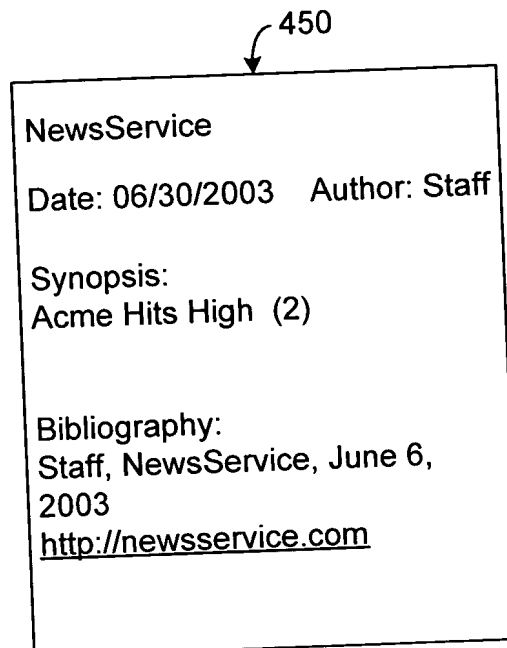 450
NewsService
Date: 06/30/2003 Author: Staff
Synopsis:
Acme Hits High (2)
Bibliography:
Staff, NewsService, June 6,
2003
http://newsservice.com